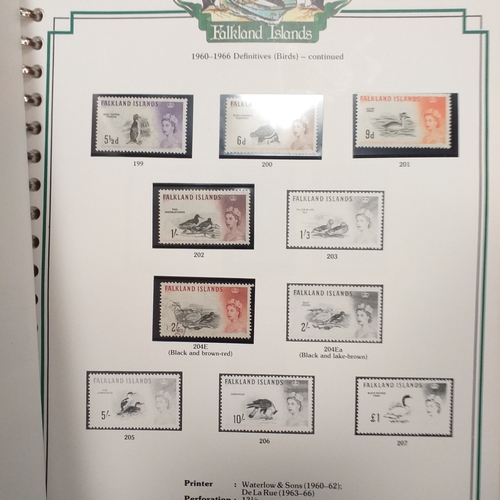 Falkland Islands
1960–1966 Definitives (Birds) – continued
FALKLAND ISLANDS
5½d
199
FALKLAND ISLANDS
6d
200
FALKLAND ISLANDS
9d
201
FALKLAND ISLANDS
1/-
202
FALKLAND ISLANDS
1/3
203
FALKLAND ISLANDS
2/-
204E
(Black and brown-red)
FALKLAND ISLANDS
2/-
204Ea
(Black and lake-brown)
FALKLAND ISLANDS
5/-
205
FALKLAND ISLANDS
10/-
206
FALKLAND ISLANDS
£1
207
Printer : Waterlow & Sons (1960–62);
De La Rue (1963–66)
Perforation :